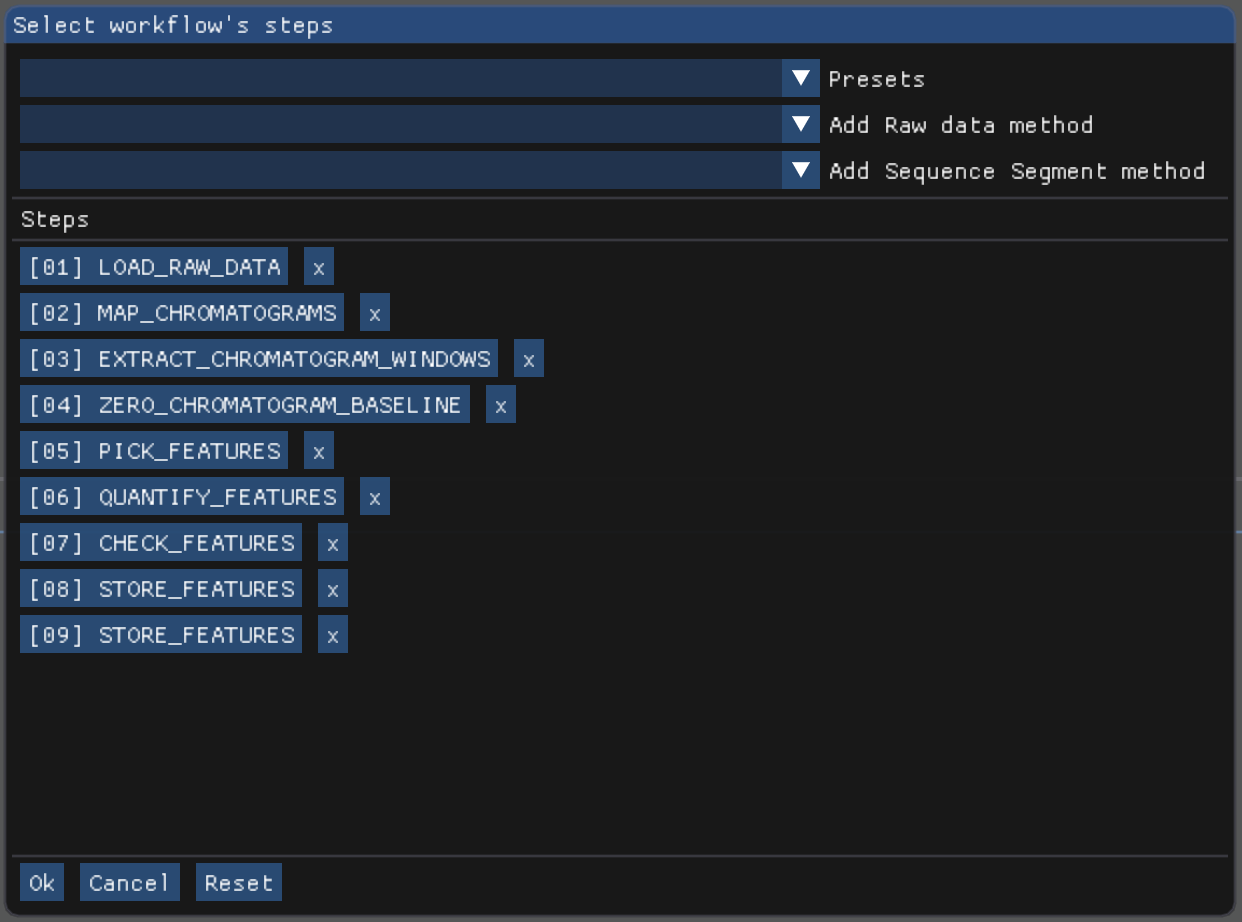 Select workflow's steps
Presets
Add Raw data method
Add Sequence Segment method
Steps
[01] LOAD_RAW_DATA x
[02] MAP_CHROMATOGRAMS x
[03] EXTRACT_CHROMATOGRAM_WINDOWS x
[04] ZERO_CHROMATOGRAM_BASELINE x
[05] PICK_FEATURES x
[06] QUANTIFY_FEATURES x
[07] CHECK_FEATURES x
[08] STORE_FEATURES x
[09] STORE_FEATURES x
Ok Cancel Reset